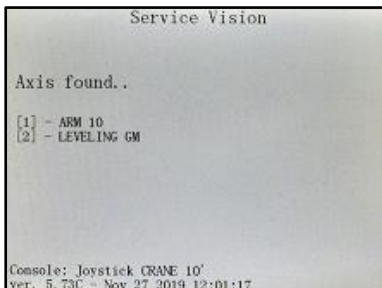 Service Vision
Axis found..
[1] - ARM 10
[2] - LEVELING GM
Console: Joystick CRANE 10'
ver. 5.73C - Nov 27 2019 12:01:17